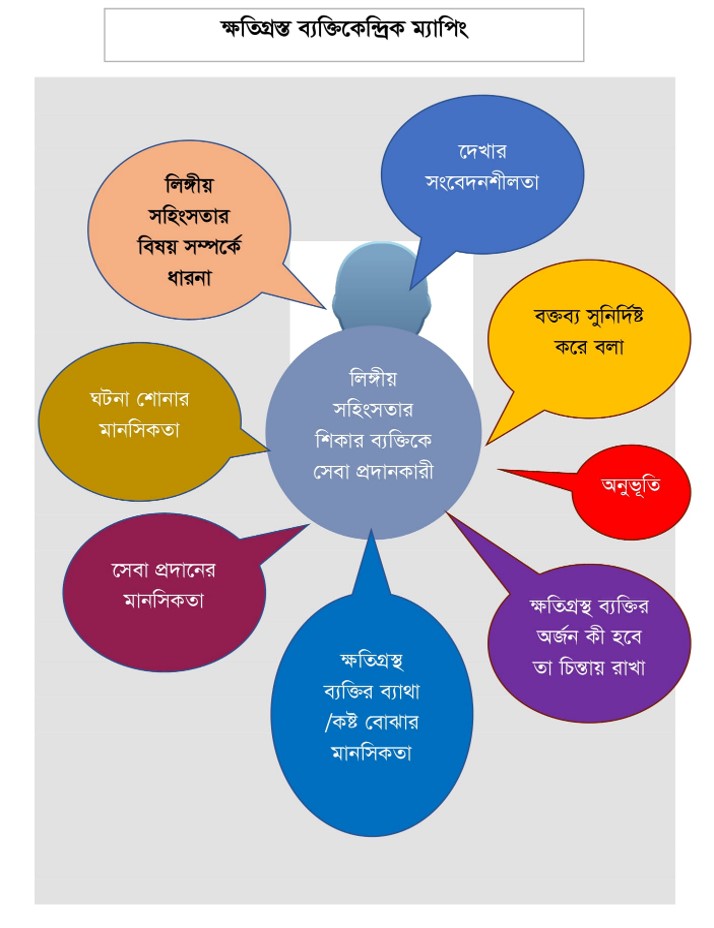 ক্ষতিগ্রস্ত ব্যক্তিকেন্দ্রিক ম্যাপিং
দেখার
সংবেদনশীলতা
লিঙ্গীয়
সহিংসতার
বিষয় সম্পর্কে
ধারনা
বক্তব্য সুনির্দিষ্ট
করে বলা
ঘটনা শোনার
মানসিকতা
লিঙ্গীয়
সহিংসতার
শিকার ব্যক্তিকে
সেবা প্রদানকারী
অনুভূতি
সেবা প্রদানের
মানসিকতা
ক্ষতিগ্রস্থ ব্যক্তির
অর্জন কী হবে
তা চিন্তায় রাখা
ক্ষতিগ্রস্থ
ব্যক্তির ব্যাথা
/কষ্ট বোঝার
মানসিকতা